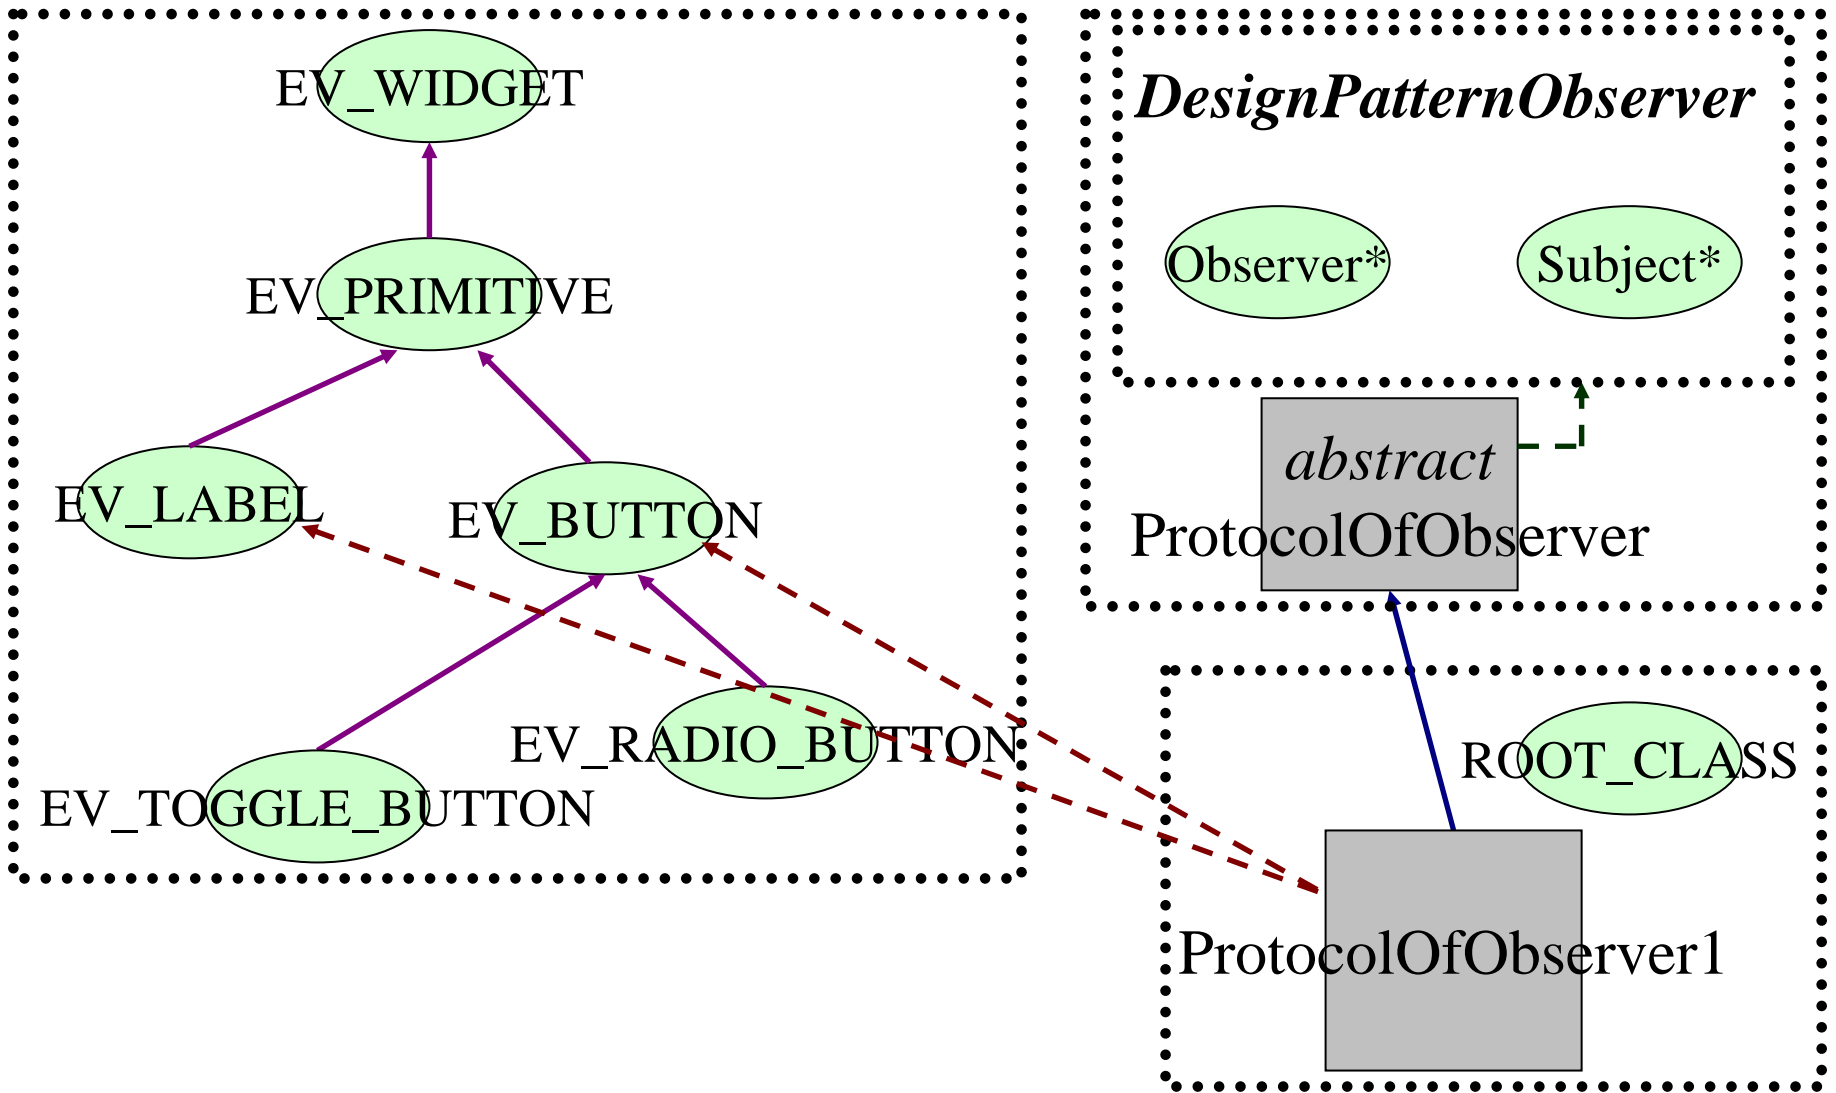 EV_WIDGET
EV_PRIMITIVE
EV_LABEL
EV_BUTTON
EV_RADIO_BUTTON
EV_TOGGLE_BUTTON
DesignPatternObserver
Observer*
Subject*
abstract
ProtocolOfObserver
ROOT_CLASS
ProtocolOfObserver1